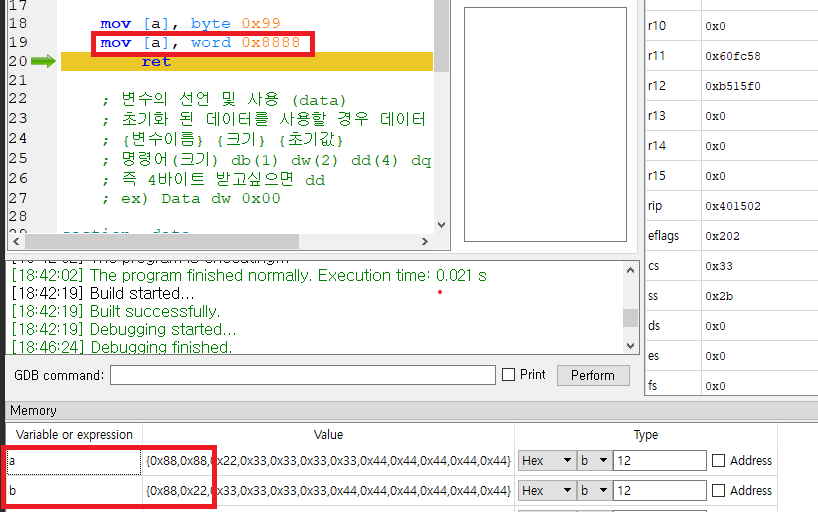 17
18 mov [a], byte 0x99
19 mov [a], word 0x8888
20 ret
21
22 ; 변수의 선언 및 사용 (data)
23 ; 초기화 된 데이터를 사용할 경우 데이터
24 ; {변수이름} {크기} {초기값}
25 ; 명령어(크기) db(1) dw(2) dd(4) dq
26 ; 즉 4바이트 받고싶으면 dd
27 ; ex) Data dw 0x00
28
[18:42:02] The program is executing...
[18:42:02] The program finished normally. Execution time: 0.021 s
[18:42:19] Build started...
[18:42:19] Built successfully.
[18:42:19] Debugging started...
[18:46:24] Debugging finished.
GDB command: Print Perform
r10 0x0
r11 0x60fc58
r12 0xb515f0
r13 0x0
r14 0x0
r15 0x0
rip 0x401502
eflags 0x202
cs 0x33
ss 0x2b
ds 0x0
es 0x0
fs 0x0
Memory
Variable or expression Value Type
a {0x88,0x88,0x22,0x33,0x33,0x33,0x33,0x44,0x44,0x44,0x44,0x44} Hex b 12 Address
b {0x88,0x22,0x33,0x33,0x33,0x33,0x44,0x44,0x44,0x44,0x44,0x44} Hex b 12 Address